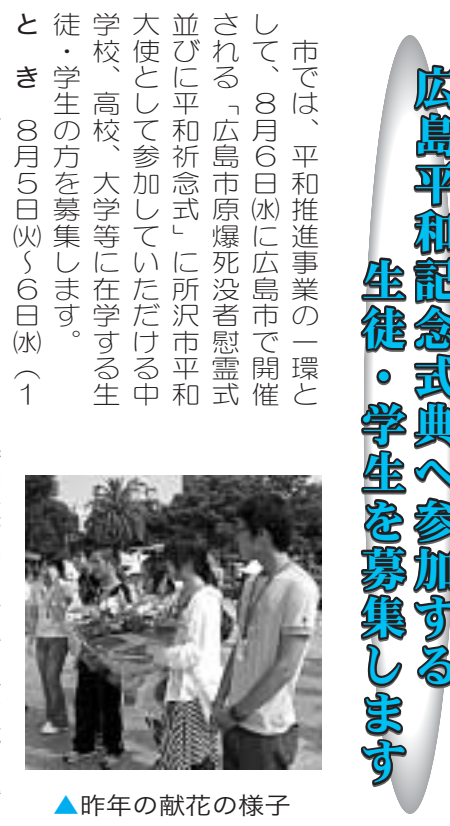 広島平和記念式典へ参加する
生徒・学生を募集します
市では、平和推進事業の一環と
して、8月6日㈬に広島市で開催
される「広島市原爆死没者慰霊式
並びに平和祈念式」に所沢市平和
大使として参加していただける中
学校、高校、大学等に在学する生
徒・学生の方を募集します。
と き 8月5日㈫〜6日㈬（1
▲昨年の献花の様子